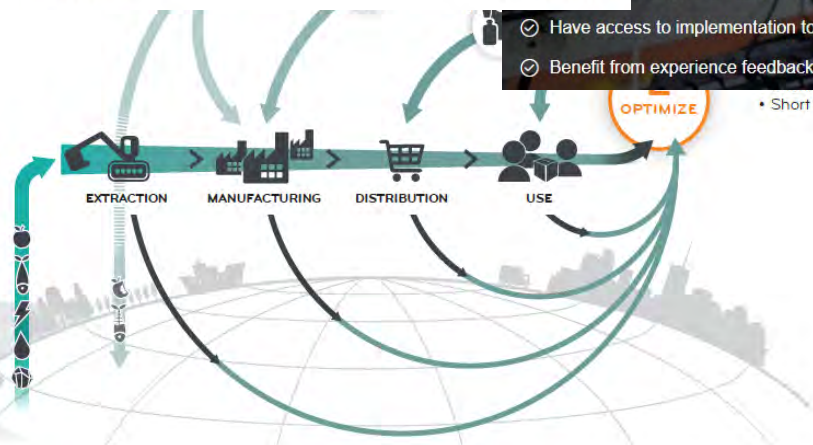 Have access to implementation to
Benefit from experience feedback
OPTIMIZE
• Short
EXTRACTION
MANUFACTURING
DISTRIBUTION
USE